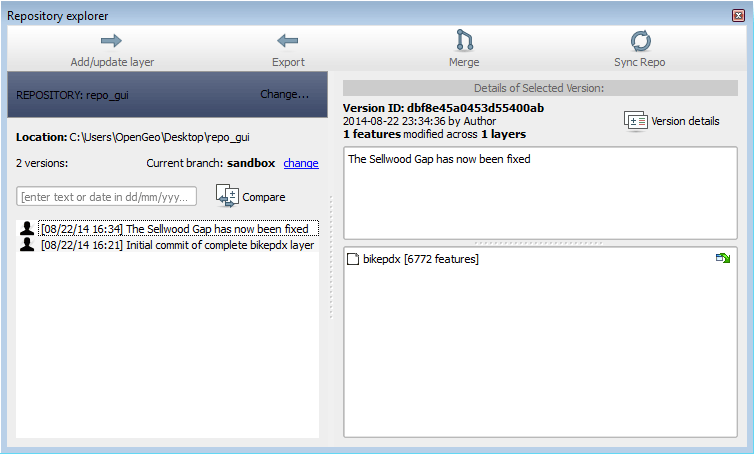 Repository explorer
Add/update layer
Export
Merge
Sync Repo
REPOSITORY: repo_gui
Change...
Location: C:\Users\OpenGeo\Desktop\repo_gui
2 versions:
Current branch: sandbox change
[enter text or date in dd/mm/yyy...
Compare
[08/22/14 16:34] The Sellwood Gap has now been fixed
[08/22/14 16:21] Initial commit of complete bikepdx layer
Details of Selected Version:
Version ID: dbf8e45a0453d55400ab
2014-08-22 23:34:36 by Author
1 features modified across 1 layers
Version details
The Sellwood Gap has now been fixed
bikepdx [6772 features]